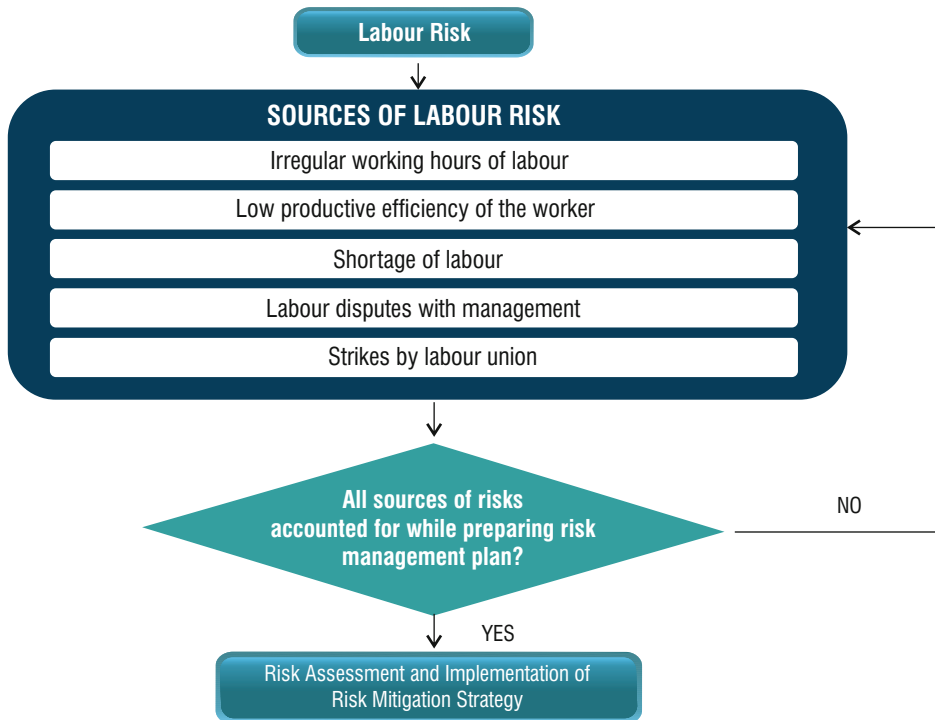 Labour Risk
SOURCES OF LABOUR RISK
Irregular working hours of labour
Low productive efficiency of the worker
Shortage of labour
Labour disputes with management
Strikes by labour union
All sources of risks
accounted for while preparing risk
management plan?
NO
YES
Risk Assessment and Implementation of
Risk Mitigation Strategy